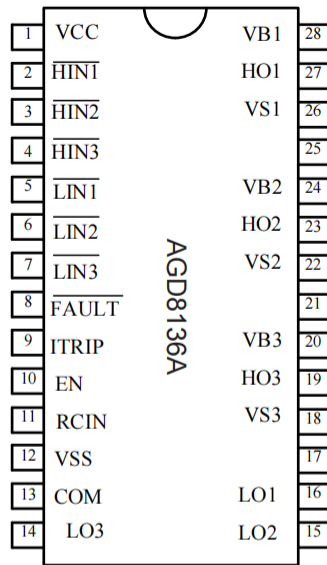 1 VCC VB1 28
2 HIN1 HO1 27
3 HIN2 VS1 26
4 HIN3 25
5 LIN1 VB2 24
6 LIN2 HO2 23
7 LIN3 VS2 22
8 FAULT 21
9 ITRIP VB3 20
10 EN HO3 19
11 RCIN VS3 18
12 VSS 17
13 COM LO1 16
14 LO3 LO2 15
AGD8136A